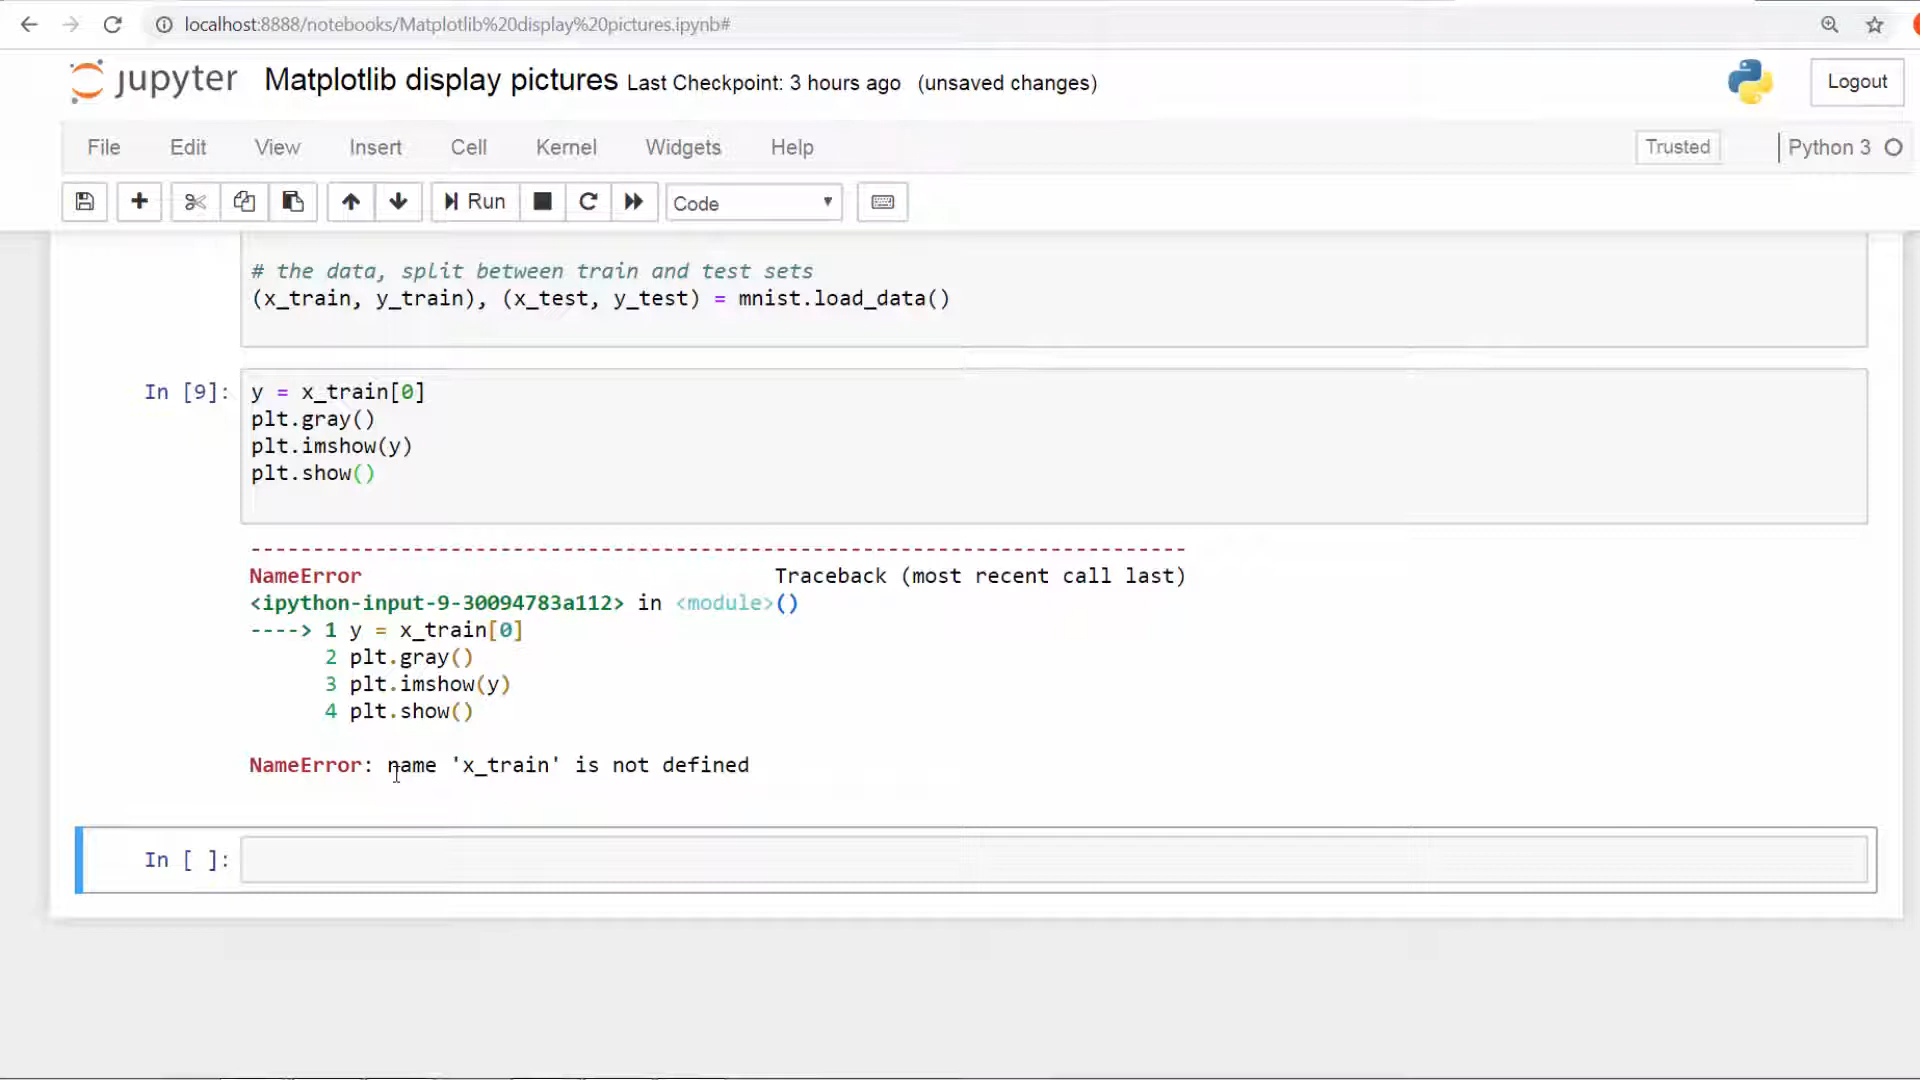 localhost:8888/notebooks/Matplotlib%20display%20pictures.ipynb#
jupyter Matplotlib display pictures Last Checkpoint: 3 hours ago (unsaved changes)
Logout
File Edit View Insert Cell Kernel Widgets Help
Trusted
Python 3
Run
Code
# the data, split between train and test sets
(x_train, y_train), (x_test, y_test) = mnist.load_data()
In [9]: y = x_train[0]
plt.gray()
plt.imshow(y)
plt.show()
---------------------------------------------------------------------------
NameError Traceback (most recent call last)
<ipython-input-9-30094783a112> in <module>()
----> 1 y = x_train[0]
2 plt.gray()
3 plt.imshow(y)
4 plt.show()
NameError: name 'x_train' is not defined
In [ ]: